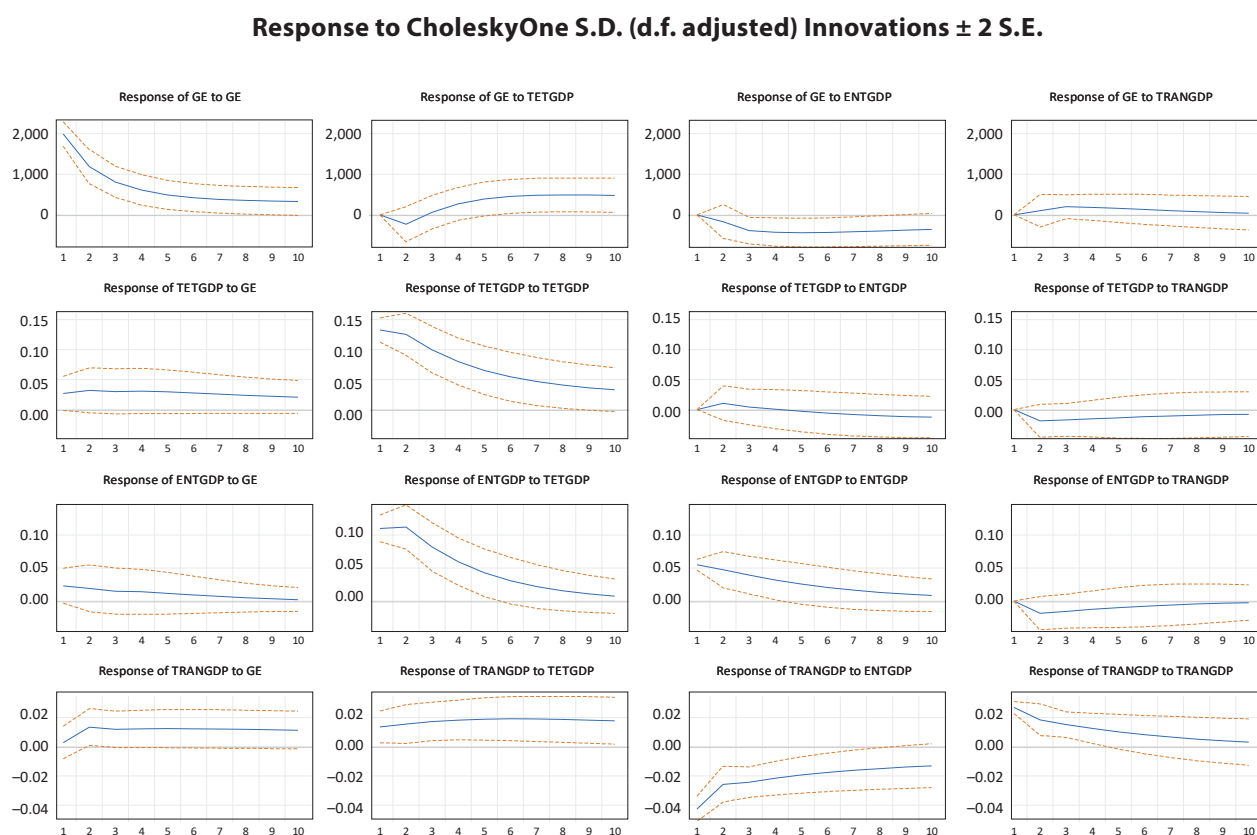 Response to CholeskyOne S.D. (d.f. adjusted) Innovations ± 2 S.E.
Response of GE to GE
2,000
1,000
0
1 2 3 4 5 6 7 8 9 10
Response of GE to TETGDP
2,000
1,000
0
1 2 3 4 5 6 7 8 9 10
Response of GE to ENTGDP
2,000
1,000
0
1 2 3 4 5 6 7 8 9 10
Response of GE to TRANGDP
2,000
1,000
0
1 2 3 4 5 6 7 8 9 10
Response of TETGDP to GE
0.15
0.10
0.05
0.00
1 2 3 4 5 6 7 8 9 10
Response of TETGDP to TETGDP
0.15
0.10
0.05
0.00
1 2 3 4 5 6 7 8 9 10
Response of TETGDP to ENTGDP
0.15
0.10
0.05
0.00
1 2 3 4 5 6 7 8 9 10
Response of TETGDP to TRANGDP
0.15
0.10
0.05
0.00
1 2 3 4 5 6 7 8 9 10
Response of ENTGDP to GE
0.10
0.05
0.00
1 2 3 4 5 6 7 8 9 10
Response of ENTGDP to TETGDP
0.10
0.05
0.00
1 2 3 4 5 6 7 8 9 10
Response of ENTGDP to ENTGDP
0.10
0.05
0.00
1 2 3 4 5 6 7 8 9 10
Response of ENTGDP to TRANGDP
0.10
0.05
0.00
1 2 3 4 5 6 7 8 9 10
Response of TRANGDP to GE
0.02
0.00
−0.02
−0.04
1 2 3 4 5 6 7 8 9 10
Response of TRANGDP to TETGDP
0.02
0.00
−0.02
−0.04
1 2 3 4 5 6 7 8 9 10
Response of TRANGDP to ENTGDP
0.02
0.00
−0.02
−0.04
1 2 3 4 5 6 7 8 9 10
Response of TRANGDP to TRANGDP
0.02
0.00
−0.02
−0.04
1 2 3 4 5 6 7 8 9 10